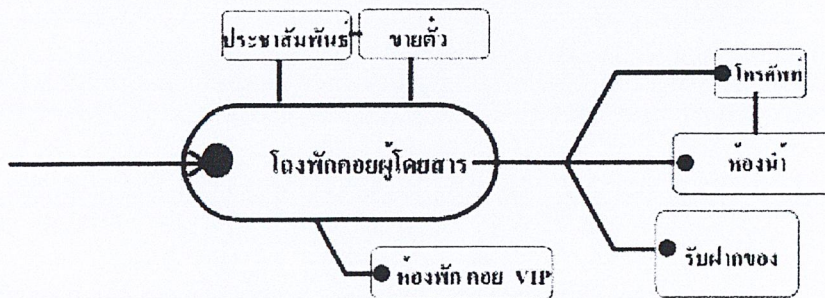 ประชาสัมพันธ์
ขายตั๋ว
โทรศัพท์
โถงพักคอยผู้โดยสาร
ห้องน้ำ
รับฝากของ
ห้องพัก คอย VIP